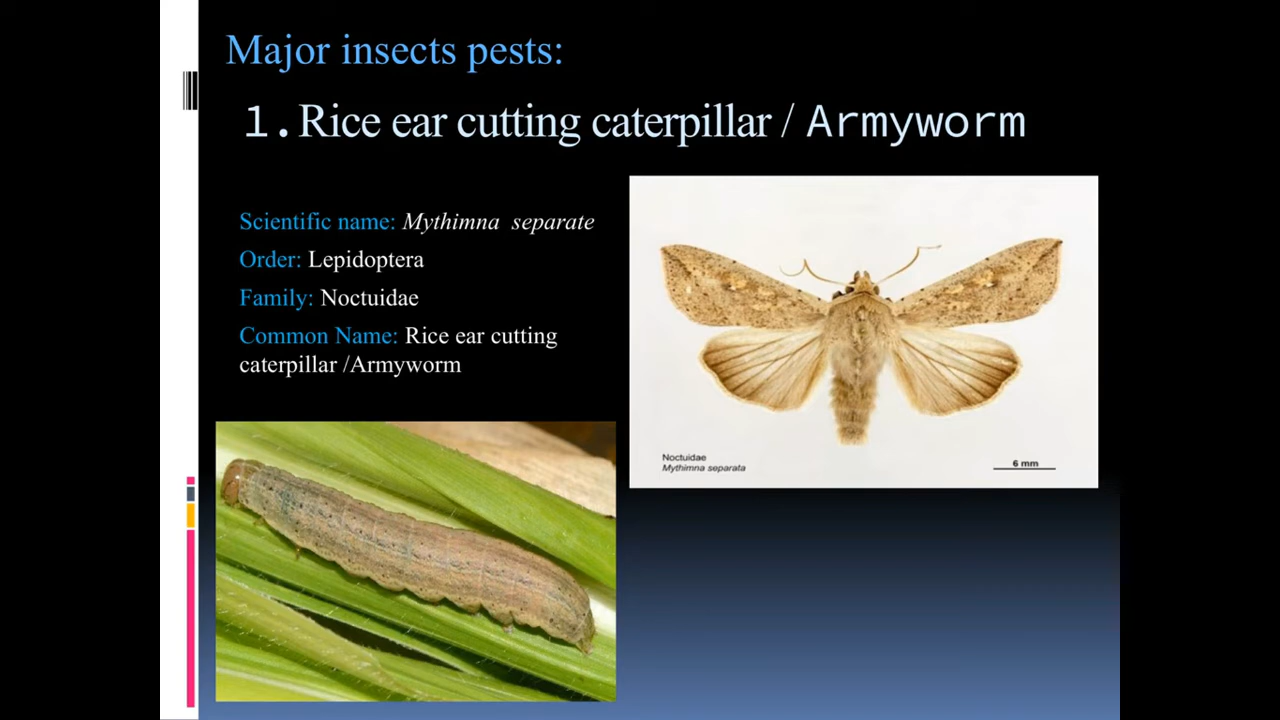 Major insects pests:
1. Rice ear cutting caterpillar / Armyworm
Scientific name: Mythimna separate
Order: Lepidoptera
Family: Noctuidae
Common Name: Rice ear cutting
caterpillar /Armyworm
Noctuidae
Mythimna separata
6 mm